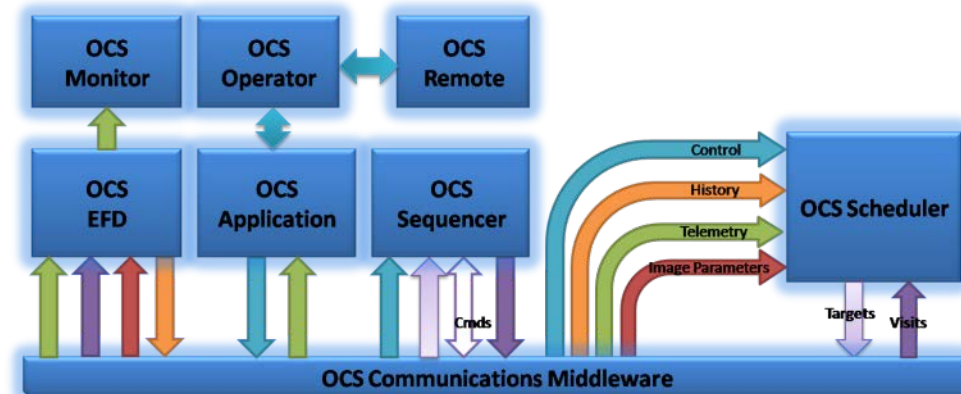 OCS
Monitor
OCS
Operator
OCS
Remote
OCS
EFD
OCS
Application
OCS
Sequencer
Control
History
Telemetry
Image Parameters
OCS Scheduler
Cmds
Targets
Visits
OCS Communications Middleware